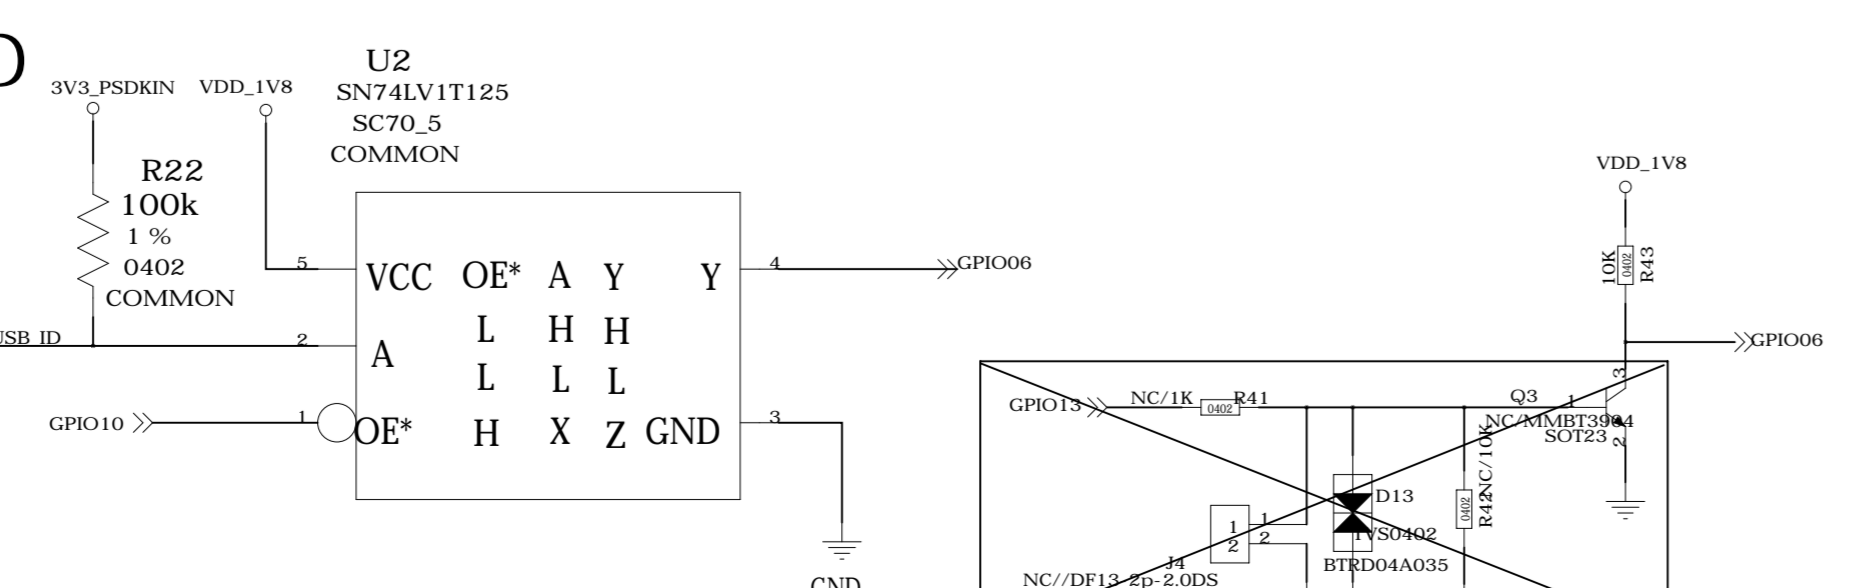 D
U2
3V3_PSDKIN
VDD_1V8
SN74LV1T125
SC70_5
COMMON
R22
100k
1 %
0402
COMMON
VDD_1V8
10K
0402
R43
5
VCC
OE*
A
Y
Y
4
GPIO06
L
H
H
USB_ID
2
A
L
L
L
GPIO06
GPIO10
1
OE*
H
X
Z
GND
3
GND
3
GPIO13
NC/1K
0402
R41
Q3
1
NC/MMBT3904
SOT23
2
NC/10K
0402
R42
D13
TVS0402
BTRD04A035
1
2
1
2
J4
NC//DF13-2p-2.0DS